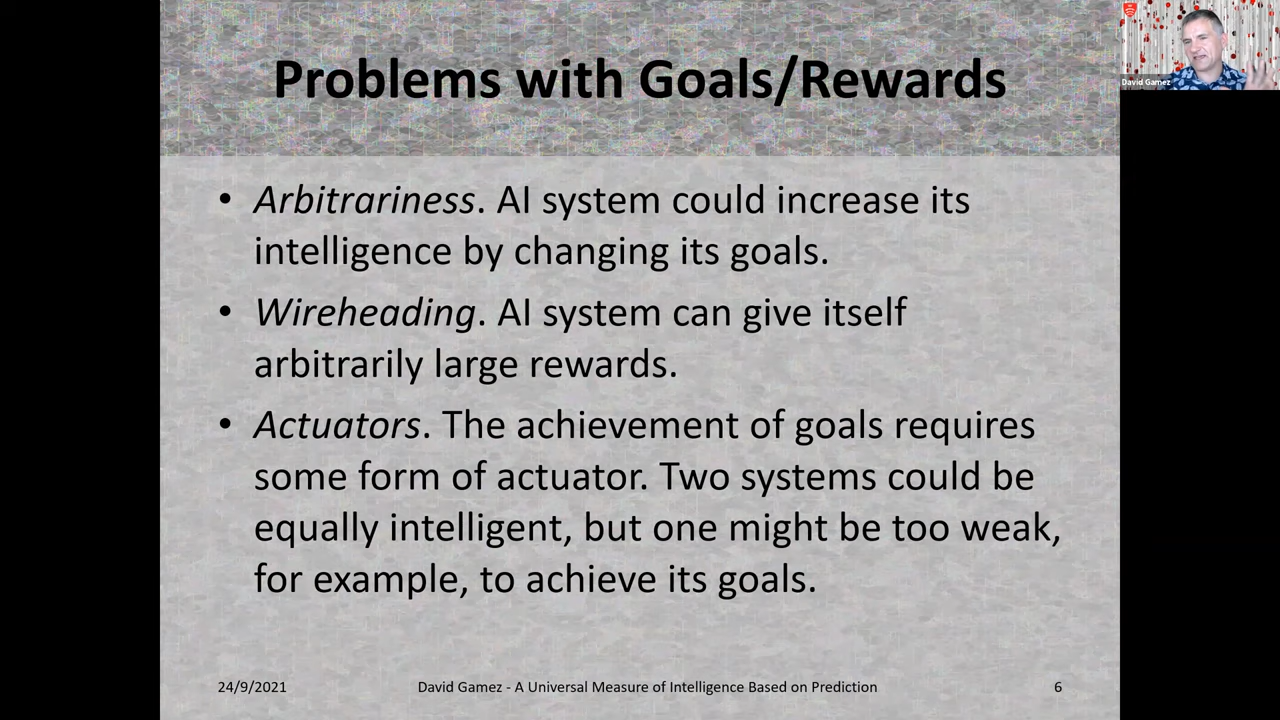 Problems with Goals/Rewards
• Arbitrariness. AI system could increase its
intelligence by changing its goals.
• Wireheading. AI system can give itself
arbitrarily large rewards.
• Actuators. The achievement of goals requires
some form of actuator. Two systems could be
equally intelligent, but one might be too weak,
for example, to achieve its goals.
24/9/2021 David Gamez - A Universal Measure of Intelligence Based on Prediction 6
David Gamez